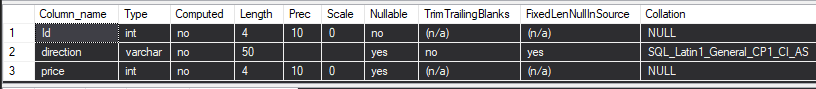 Column_name Type Computed Length Prec Scale Nullable TrimTrailingBlanks FixedLenNullInSource Collation
1 Id int no 4 10 0 no (n/a) (n/a) NULL
2 direction varchar no 50 yes no yes SQL_Latin1_General_CP1_CI_AS
3 price int no 4 10 0 yes (n/a) (n/a) NULL